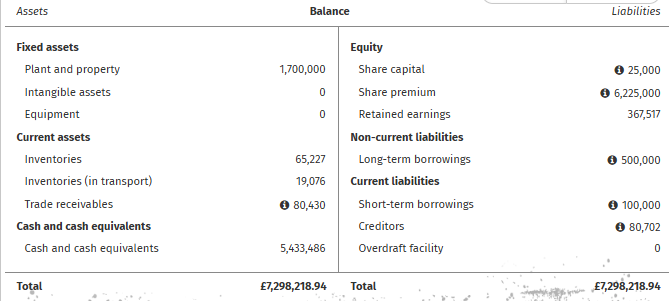 Assets Balance Liabilities
Fixed assets Equity
Plant and property 1,700,000 Share capital 25,000
Intangible assets 0 Share premium 6,225,000
Equipment 0 Retained earnings 367,517
Current assets Non-current liabilities
Inventories 65,227 Long-term borrowings 500,000
Inventories (in transport) 19,076 Current liabilities
Trade receivables 80,430 Short-term borrowings 100,000
Cash and cash equivalents Creditors 80,702
Cash and cash equivalents 5,433,486 Overdraft facility 0
Total £7,298,218.94 Total £7,298,218.94